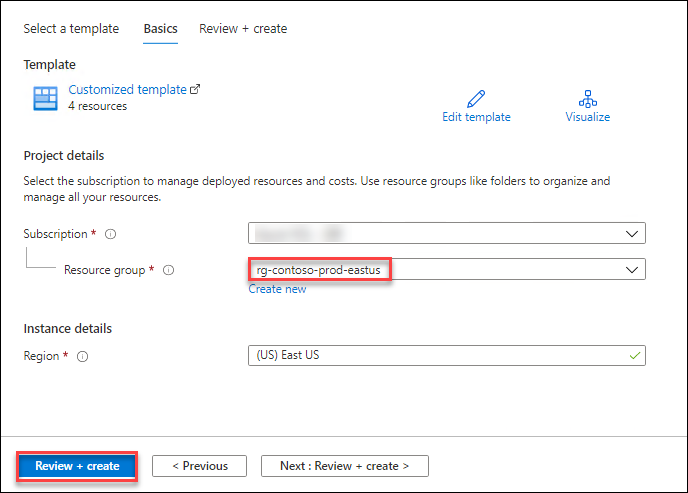 Select a template Basics Review + create
Template
Customized template
4 resources
Edit template Visualize
Project details
Select the subscription to manage deployed resources and costs. Use resource groups like folders to organize and
manage all your resources.
Subscription *
Resource group *
rg-contoso-prod-eastus
Create new
Instance details
Region *
(US) East US
Review + create
< Previous
Next : Review + create >